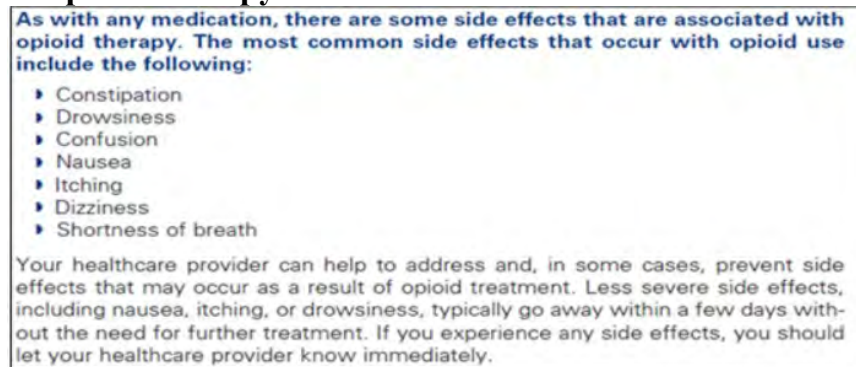 As with any medication, there are some side effects that are associated with
opioid therapy. The most common side effects that occur with opioid use
include the following:
Constipation
Drowsiness
Confusion
Nausea
Itching
Dizziness
Shortness of breath
Your healthcare provider can help to address and, in some cases, prevent side
effects that may occur as a result of opioid treatment. Less severe side effects,
including nausea, itching, or drowsiness, typically go away within a few days with-
out the need for further treatment. If you experience any side effects, you should
let your healthcare provider know immediately.